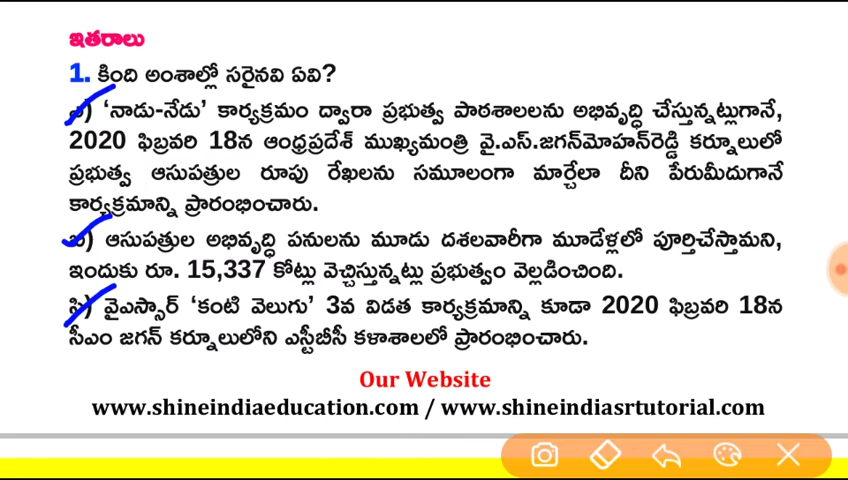 ఇతరాలు
1. కింది అంశాల్లో సరైనవి ఏవి?
ఎ) ‘నాడు-నేడు’ కార్యక్రమం ద్వారా ప్రభుత్వ పాఠశాలలను అభివృద్ధి చేస్తున్నట్లుగానే,
2020 ఫిబ్రవరి 18న ఆంధ్రప్రదేశ్ ముఖ్యమంత్రి వై.ఎస్.జగన్‌మోహన్‌రెడ్డి కర్నూలులో
ప్రభుత్వ ఆసుపత్రుల రూపు రేఖలను సమూలంగా మార్చేలా దీని పేరుమీదుగానే
కార్యక్రమాన్ని ప్రారంభించారు.
బి) ఆసుపత్రుల అభివృద్ధి పనులను మూడు దశలవారీగా మూడేళ్లలో పూర్తిచేస్తామని,
ఇందుకు రూ. 15,337 కోట్లు వెచ్చిస్తున్నట్లు ప్రభుత్వం వెల్లడించింది.
సి) వైఎస్సార్ ‘కంటి వెలుగు’ 3వ విడత కార్యక్రమాన్ని కూడా 2020 ఫిబ్రవరి 18న
సీఎం జగన్ కర్నూలులోని ఎస్టీబీసీ కళాశాలలో ప్రారంభించారు.
Our Website
www.shineindiaeducation.com / www.shineindiasrtutorial.com